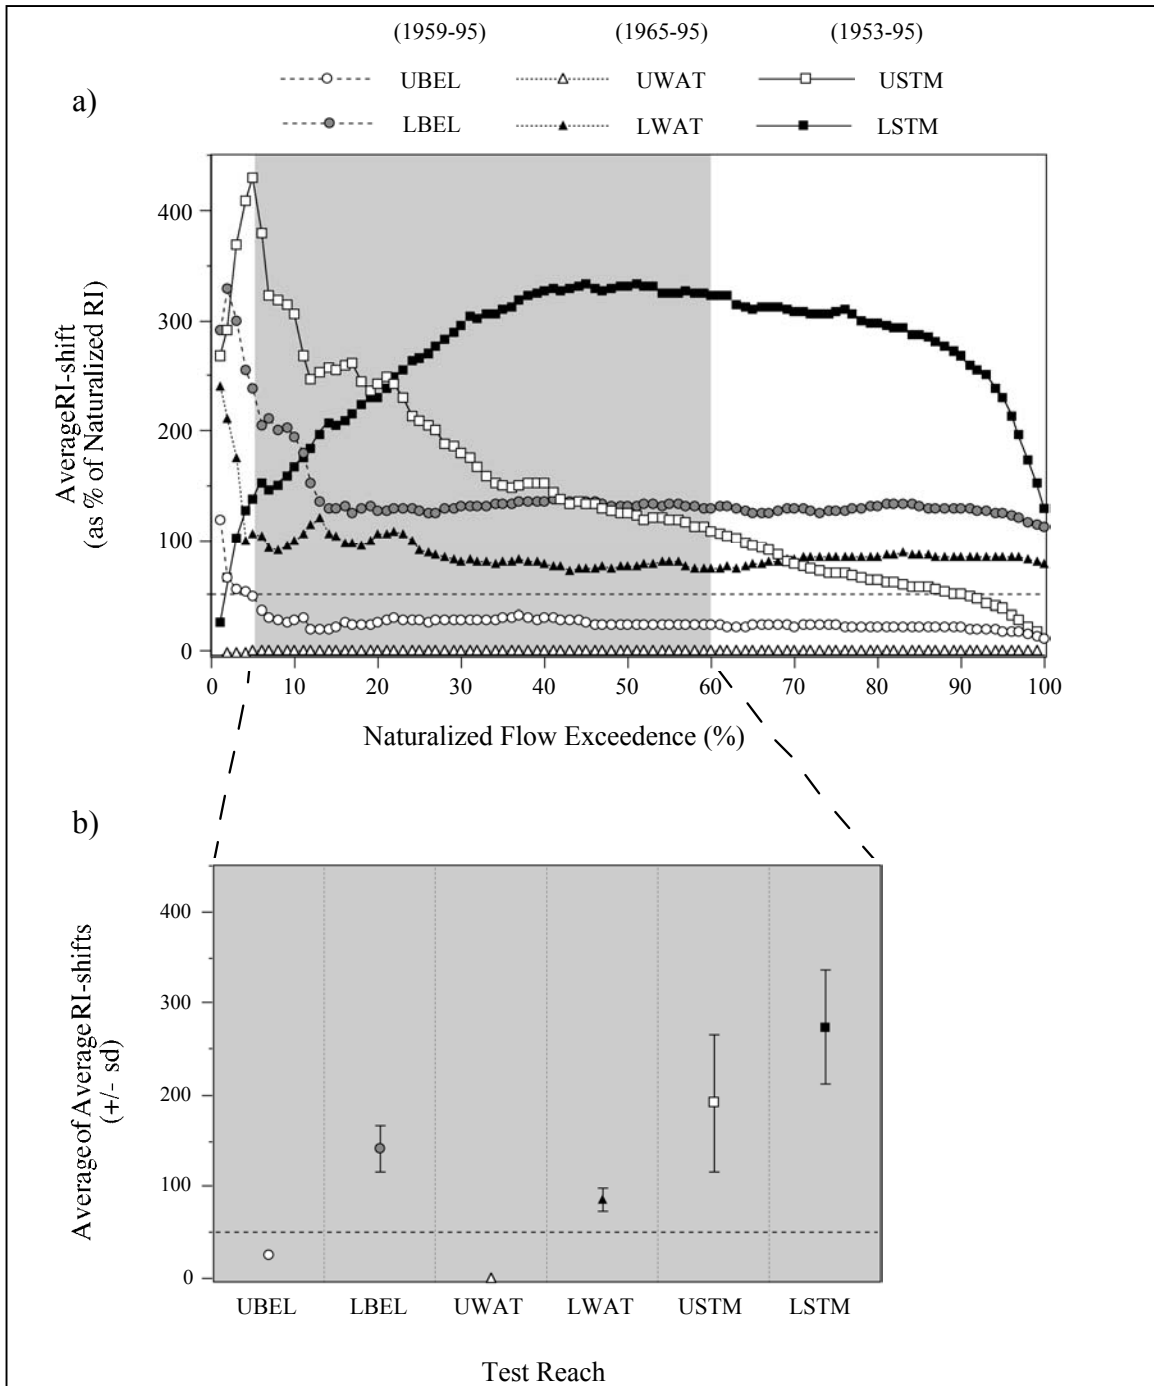 (1959-95) (1965-95) (1953-95)
a)
UBEL UWAT USTM
LBEL LWAT LSTM
Average RI-shift
(as % of Naturalized RI)
400
300
200
100
0
0 10 20 30 40 50 60 70 80 90 100
Naturalized Flow Exceedence (%)
b)
Average of Average RI-shifts
(+/- sd)
400
300
200
100
0
UBEL LBEL UWAT LWAT USTM LSTM
Test Reach